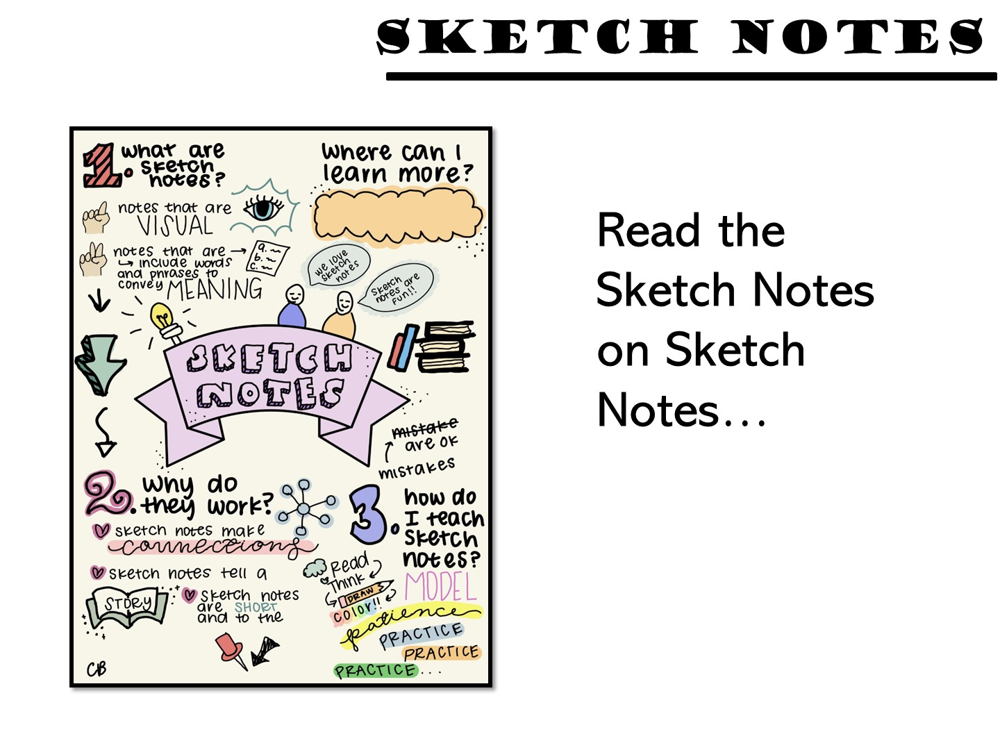 SKETCH NOTES
1. what are
sketch
notes?
notes that are
VISUAL
notes that are
include words
and phrases to
convey MEANING
a.
b.
c.
Where can I
learn more?
we love
sketch
notes
Sketch
notes are
fun!!
SKETCH
NOTES
mistake
are ok
mistakes
2. Why do
they work?
sketch notes make
connections
sketch notes tell a
STORY
sketch notes
are SHORT
and to the
CB
3. how do
I teach
sketch
notes?
Read
Think
DRAW
color!!
MODEL
patience
PRACTICE
PRACTICE
PRACTICE...
Read the
Sketch Notes
on Sketch
Notes…